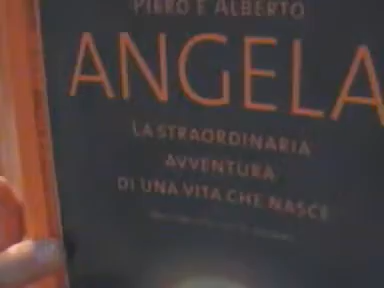 PIERO E ALBERTO
ANGELA
LA STRAORDINARIA
AVVENTURA
DI UNA VITA CHE NASCE